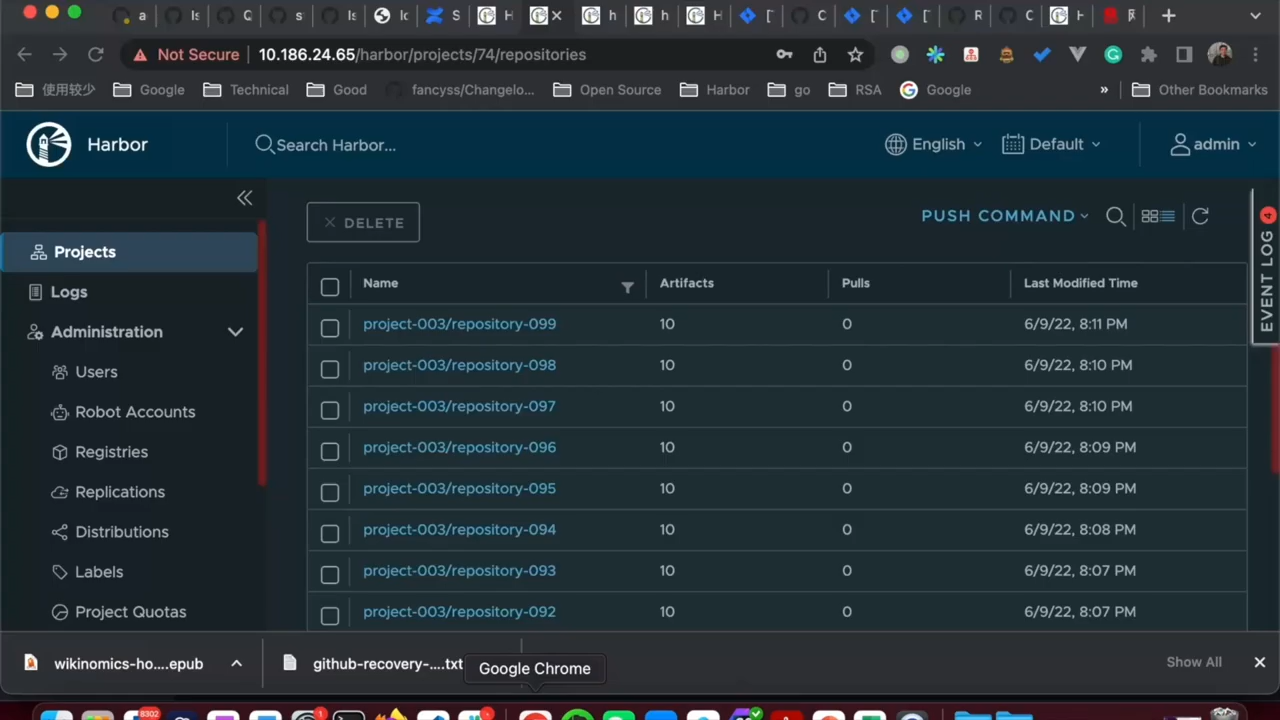 Not Secure
10.186.24.65/harbor/projects/74/repositories
使用较少
Google
Technical
Good
fancyss/Changelo...
Open Source
Harbor
go
RSA
Google
»
Other Bookmarks
Harbor
Search Harbor...
English
Default
admin
Projects
Logs
Administration
Users
Robot Accounts
Registries
Replications
Distributions
Labels
Project Quotas
DELETE
PUSH COMMAND
Name Artifacts Pulls Last Modified Time
project-003/repository-099 10 0 6/9/22, 8:11 PM
project-003/repository-098 10 0 6/9/22, 8:10 PM
project-003/repository-097 10 0 6/9/22, 8:10 PM
project-003/repository-096 10 0 6/9/22, 8:09 PM
project-003/repository-095 10 0 6/9/22, 8:09 PM
project-003/repository-094 10 0 6/9/22, 8:08 PM
project-003/repository-093 10 0 6/9/22, 8:07 PM
project-003/repository-092 10 0 6/9/22, 8:07 PM
EVENT LOG
4
wikinomics-ho....epub
github-recovery-....txt
Google Chrome
Show All
8302
1